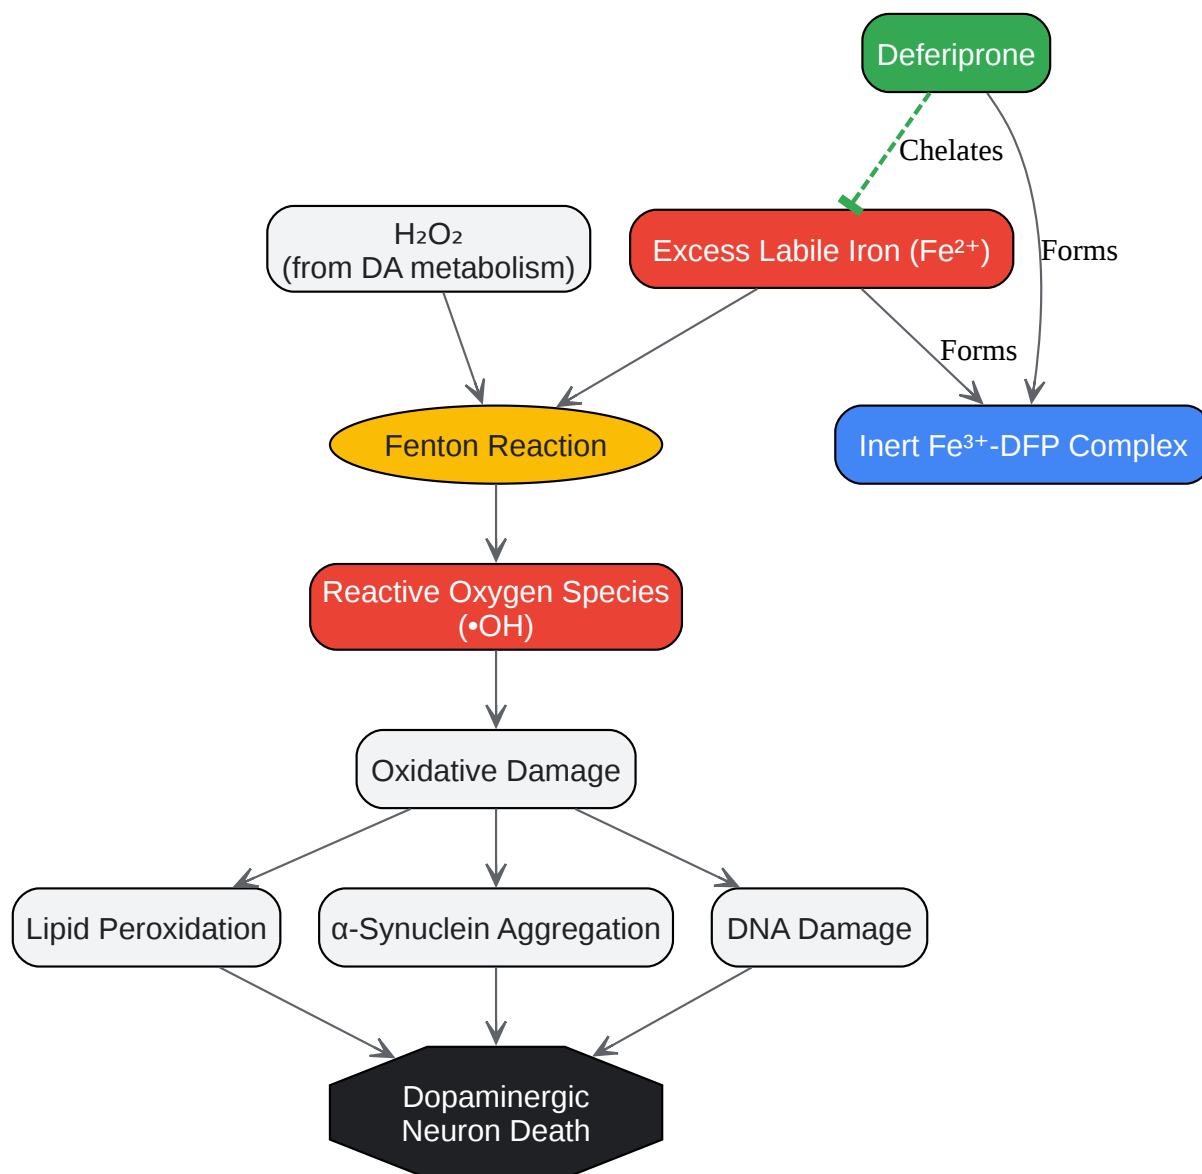 Deferiprone
Chelates
H₂O₂
(from DA metabolism)
Excess Labile Iron (Fe²⁺)
Forms
Forms
Fenton Reaction
Inert Fe³⁺-DFP Complex
Reactive Oxygen Species
(•OH)
Oxidative Damage
Lipid Peroxidation
α-Synuclein Aggregation
DNA Damage
Dopaminergic
Neuron Death